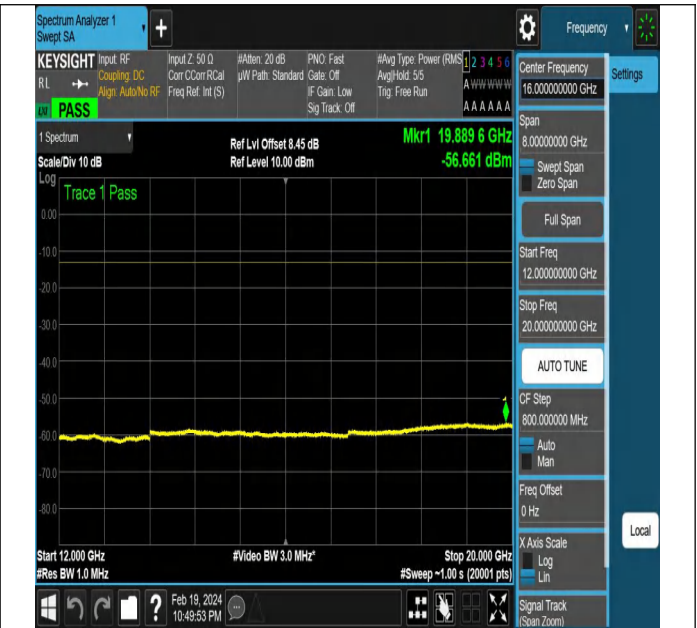 Spectrum Analyzer 1
Swept SA
Frequency
KEYSIGHT
RL
PASS
Input: RF
Coupling: DC
Align: Auto/No RF
Input Z: 50 Ω
Corr CCorr RCal
Freq Ref: Int (S)
#Atten: 20 dB
µW Path: Standard
PNO: Fast
Gate: Off
IF Gain: Low
Sig Track: Off
#Avg Type: Power (RMS
Avg|Hold: 5/5
Trig: Free Run
1 2 3 4 5 6
A W W W W W
A A A A A A
1 Spectrum
Scale/Div 10 dB
Ref Lvl Offset 8.45 dB
Ref Level 10.00 dBm
Mkr1 19.889 6 GHz
-56.661 dBm
Log
Trace 1 Pass
0.00
-10.0
-20.0
-30.0
-40.0
-50.0
-60.0
-70.0
-80.0
1
Start 12.000 GHz
#Res BW 1.0 MHz
#Video BW 3.0 MHz*
Stop 20.000 GHz
#Sweep ~1.00 s (20001 pts)
Feb 19, 2024
10:49:53 PM
Center Frequency
16.000000000 GHz
Settings
Span
8.00000000 GHz
Swept Span
Zero Span
Full Span
Start Freq
12.000000000 GHz
Stop Freq
20.000000000 GHz
AUTO TUNE
CF Step
800.000000 MHz
Auto
Man
Freq Offset
0 Hz
X Axis Scale
Log
Lin
Local
Signal Track
(Span Zoom)